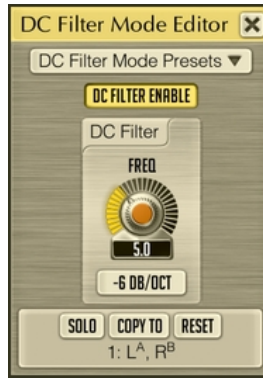 DC Filter Mode Editor
DC Filter Mode Presets
DC FILTER ENABLE
DC Filter
FREQ
5.0
-6 DB/OCT
SOLO COPY TO RESET
1: Lᴬ, Rᴮ